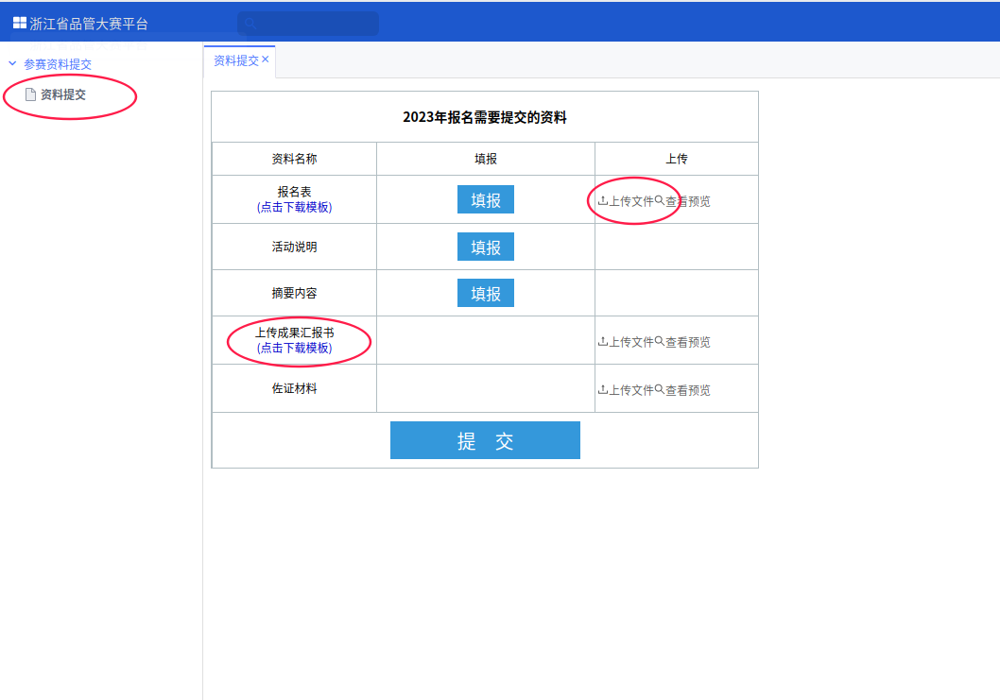 浙江省品管大赛平台
参赛资料提交
资料提交
资料提交×
2023年报名需要提交的资料
资料名称 填报 上传
报名表
(点击下载模板)
填报
上传文件 查看预览
活动说明 填报
摘要内容 填报
上传成果汇报书
(点击下载模板)
上传文件 查看预览
佐证材料 上传文件 查看预览
提 交